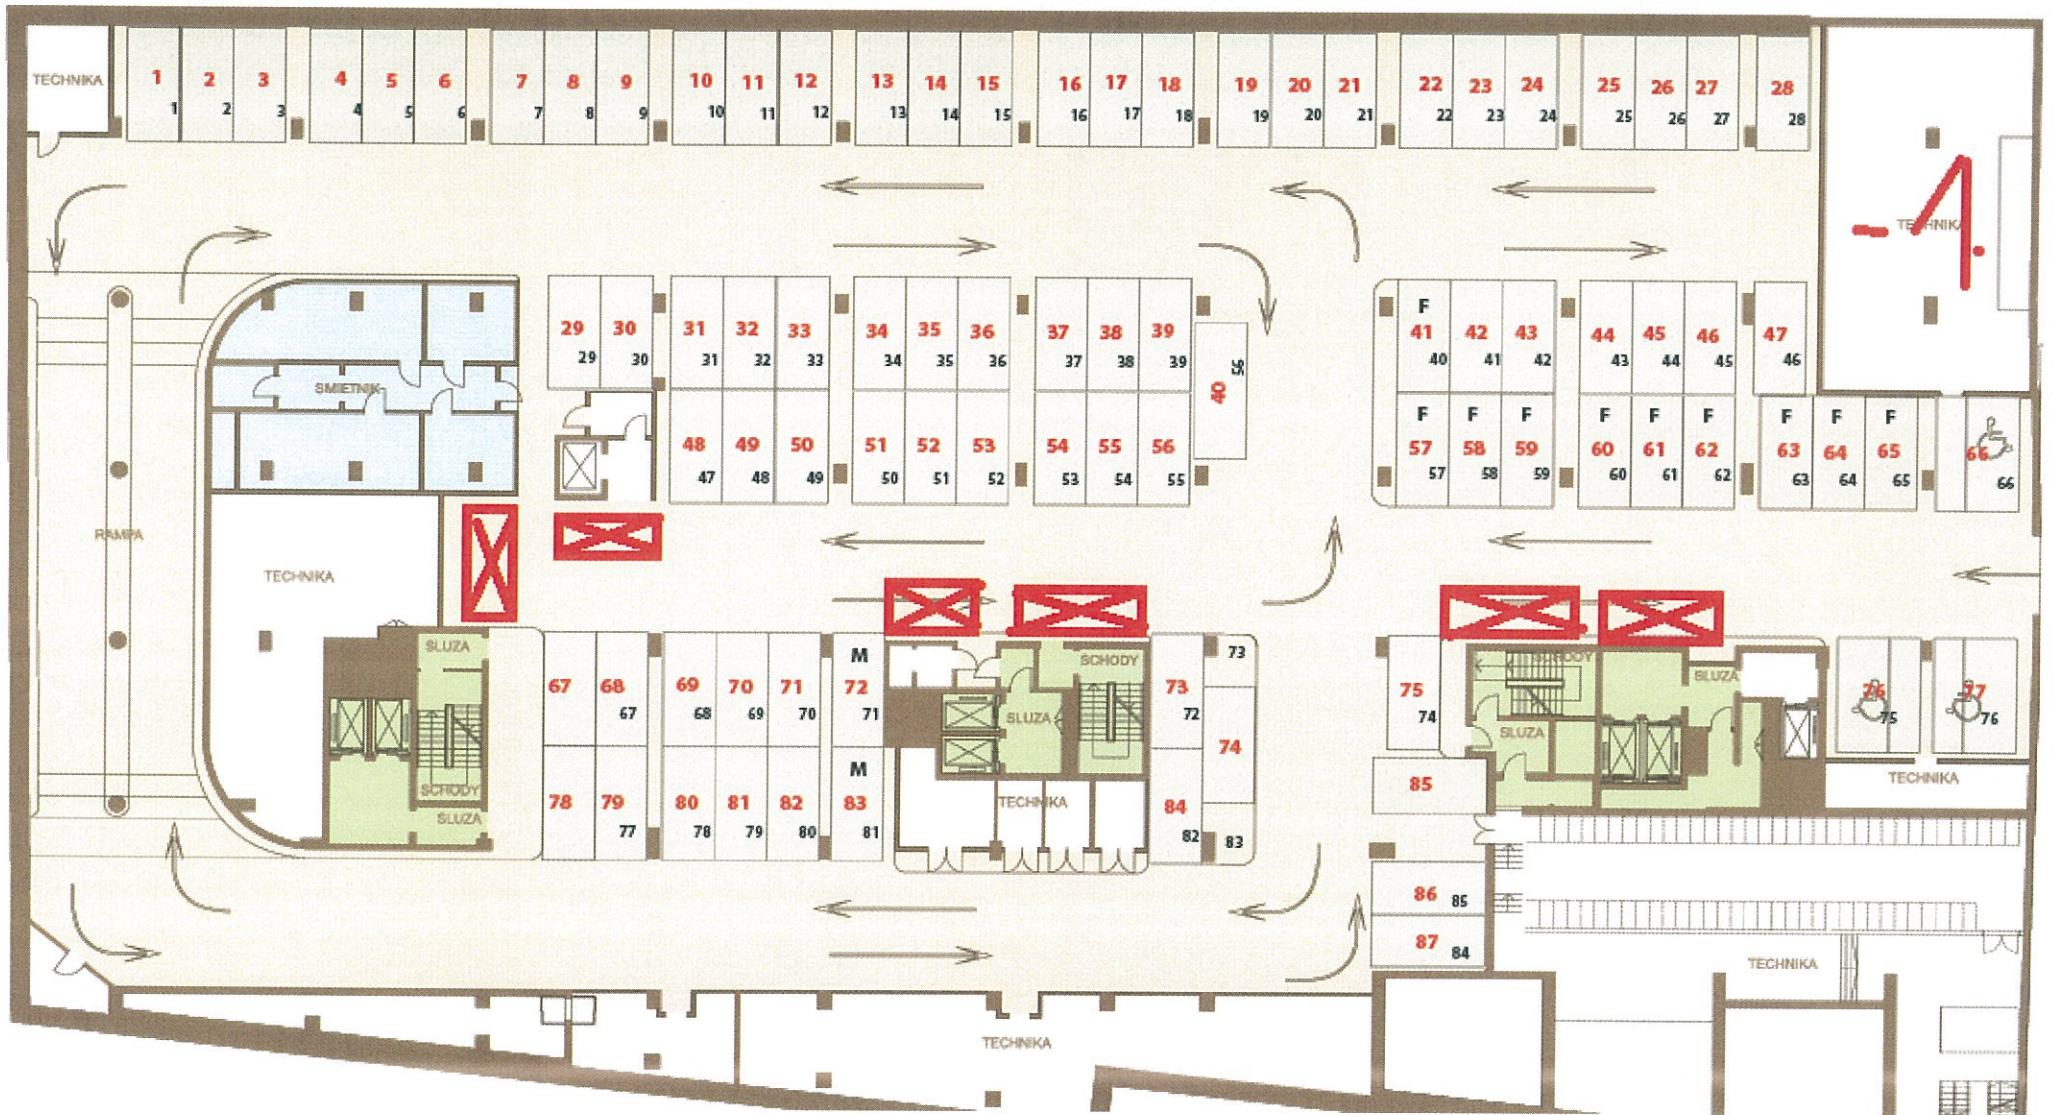 TECHNIKA 1 2 3 4 5 6 7 8 9 10 11 12 13 14 15 16 17 18 19 20 21 22 23 24 25 26 27 28
1 2 3 4 5 6 7 8 9 10 11 12 13 14 15 16 17 18 19 20 21 22 23 24 25 26 27 28
TECHNIKA
-1.
F
29 30 31 32 33 34 35 36 37 38 39 41 42 43 44 45 46 47
29 30 31 32 33 34 35 36 37 38 39 40 41 42 43 44 45 46
40 56
SMIETNIK
F F F F F F F F F
48 49 50 51 52 53 54 55 56 57 58 59 60 61 62 63 64 65 66
47 48 49 50 51 52 53 54 55 57 58 59 60 61 62 63 64 65 66
RAMPA
TECHNIKA
SLUZA M SCHODY 73 SCHODY
SLUZA
67 68 69 70 71 72 73 75 76 77
67 68 69 70 71 72 74 75 76
SLUZA SLUZA
74
M
TECHNIKA
85
SCHODY
78 79 80 81 82 83 TECHNIKA 84
SLUZA
77 78 79 80 81 82 83
86 85
87 84
TECHNIKA
TECHNIKA